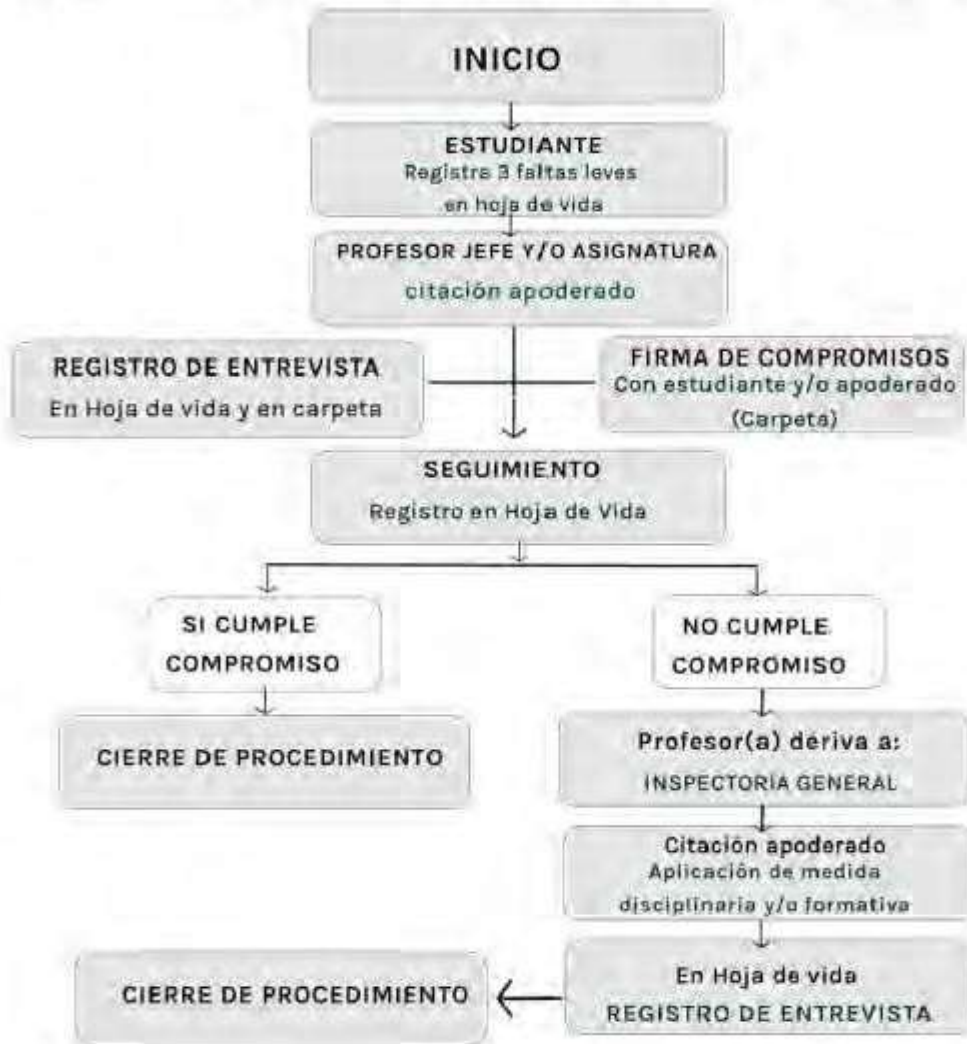 INICIO
ESTUDIANTE
Registra 3 faltas leves
en hoja de vida
PROFESOR JEFE Y/O ASIGNATURA
citación apoderado
REGISTRO DE ENTREVISTA
En Hoja de vida y en carpeta
FIRMA DE COMPROMISOS
Con estudiante y/o apoderado
(Carpeta)
SEGUIMIENTO
Registro en Hoja de Vida
SI CUMPLE
COMPROMISO
NO CUMPLE
COMPROMISO
CIERRE DE PROCEDIMIENTO
Profesor(a) deriva a:
INSPECTORIA GENERAL
Citación apoderado
Aplicación de medida
disciplinaria y/o formativa
En Hoja de vida
REGISTRO DE ENTREVISTA
CIERRE DE PROCEDIMIENTO